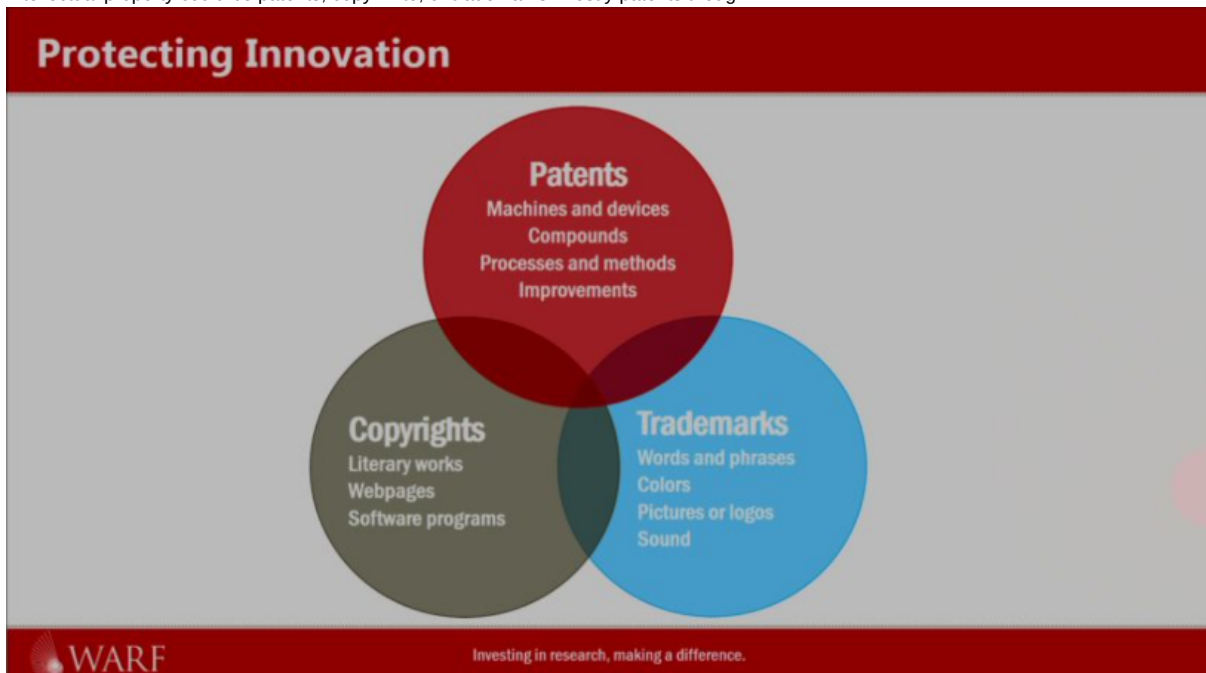 Protecting Innovation
Patents
Machines and devices
Compounds
Processes and methods
Improvements
Copyrights
Literary works
Webpages
Software programs
Trademarks
Words and phrases
Colors
Pictures or logos
Sound
WARF
Investing in research, making a difference.